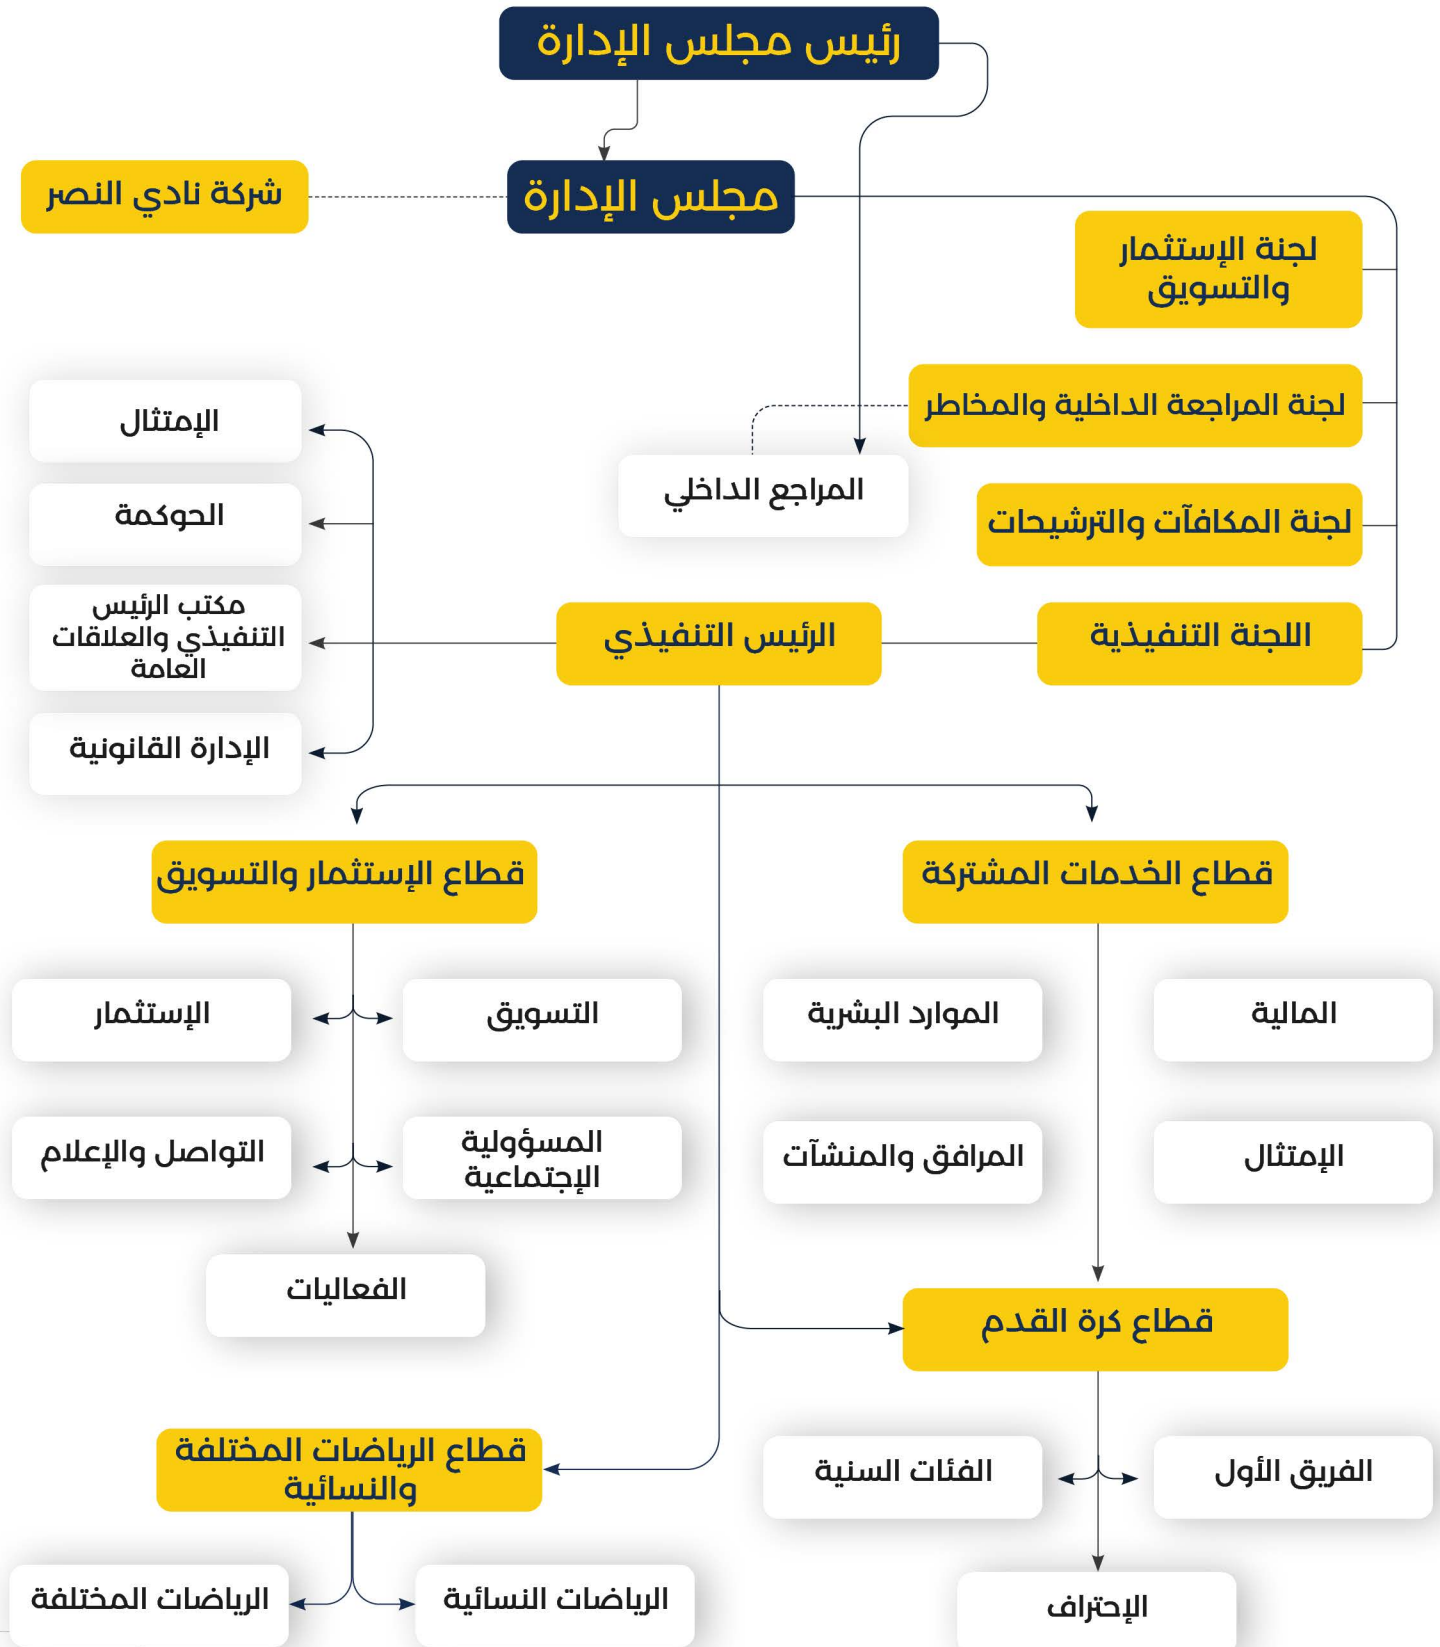 رئيس مجلس الإدارة
مجلس الإدارة
شركة نادي النصر
لجنة الإستثمار
والتسويق
لجنة المراجعة الداخلية والمخاطر
المراجع الداخلي
لجنة المكافآت والترشيحات
اللجنة التنفيذية
الرئيس التنفيذي
الإمتثال
الحوكمة
مكتب الرئيس
التنفيذي والعلاقات
العامة
الإدارة القانونية
قطاع الخدمات المشتركة
قطاع الإستثمار والتسويق
المالية
الموارد البشرية
التسويق
الإستثمار
الإمتثال
المرافق والمنشآت
المسؤولية
الإجتماعية
التواصل والإعلام
الفعاليات
قطاع كرة القدم
قطاع الرياضات المختلفة
والنسائية
الفريق الأول
الفئات السنية
الإحتراف
الرياضات النسائية
الرياضات المختلفة